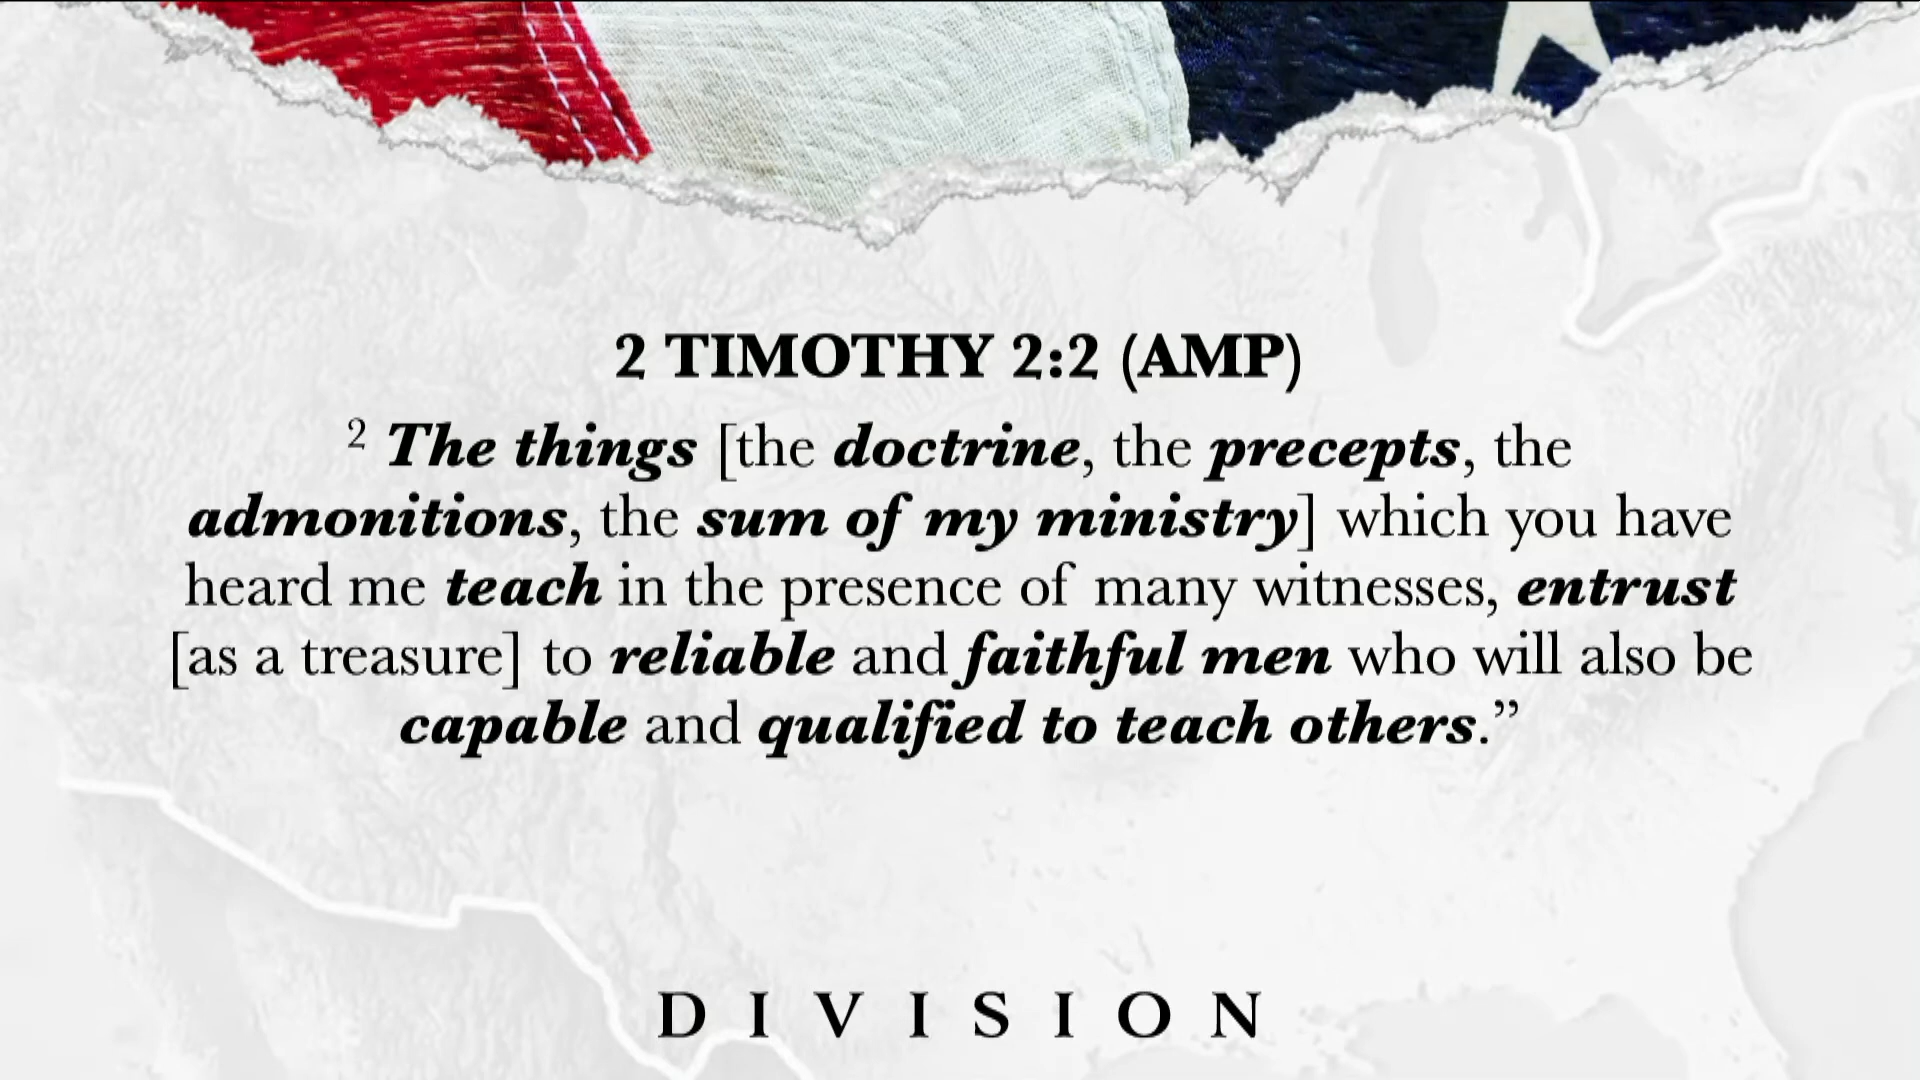 2 TIMOTHY 2:2 (AMP)
2 The things [the doctrine, the precepts, the
admonitions, the sum of my ministry] which you have
heard me teach in the presence of many witnesses, entrust
[as a treasure] to reliable and faithful men who will also be
capable and qualified to teach others.”
DIVISION